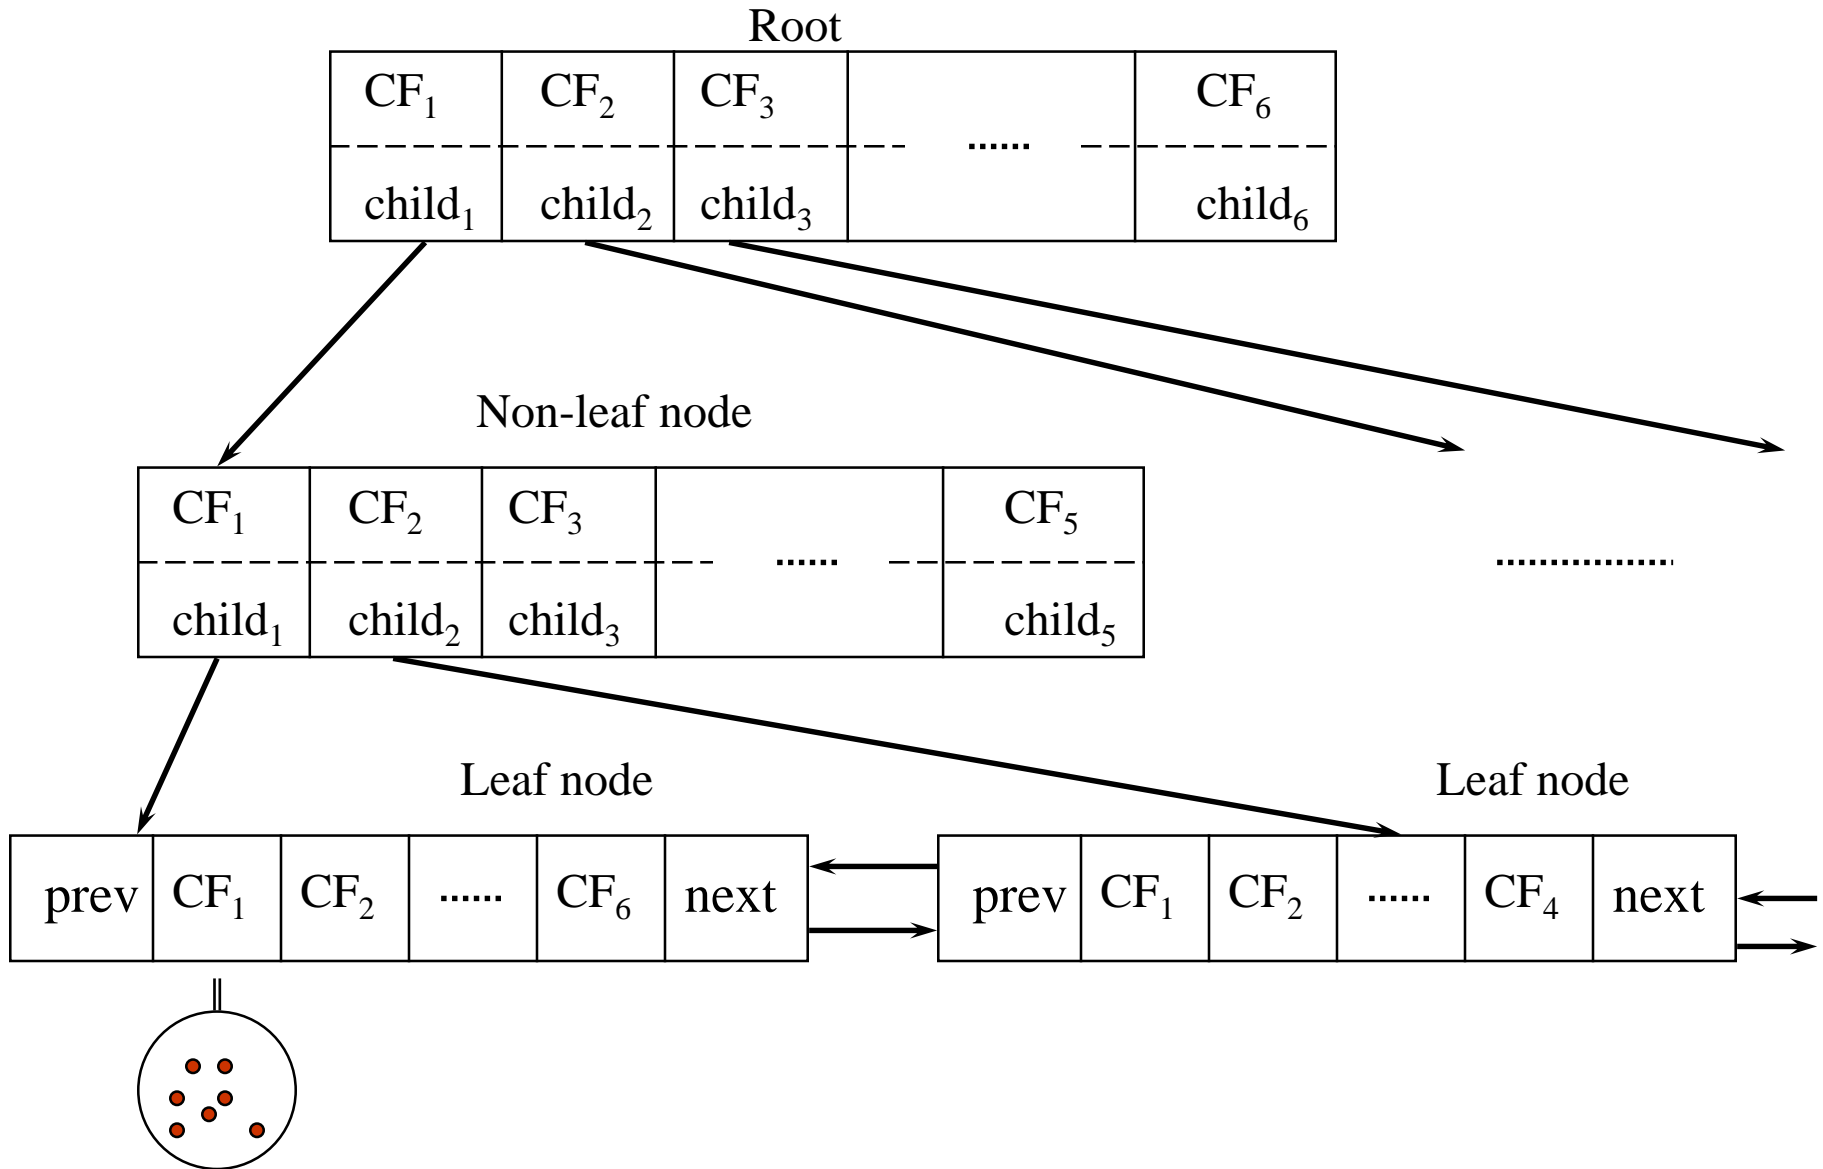 Root
CF₁ CF₂ CF₃ ...... CF₆
child₁ child₂ child₃ child₆
Non-leaf node
CF₁ CF₂ CF₃ ...... CF₅ ................
child₁ child₂ child₃ child₅
Leaf node Leaf node
prev CF₁ CF₂ ...... CF₆ next prev CF₁ CF₂ ...... CF₄ next